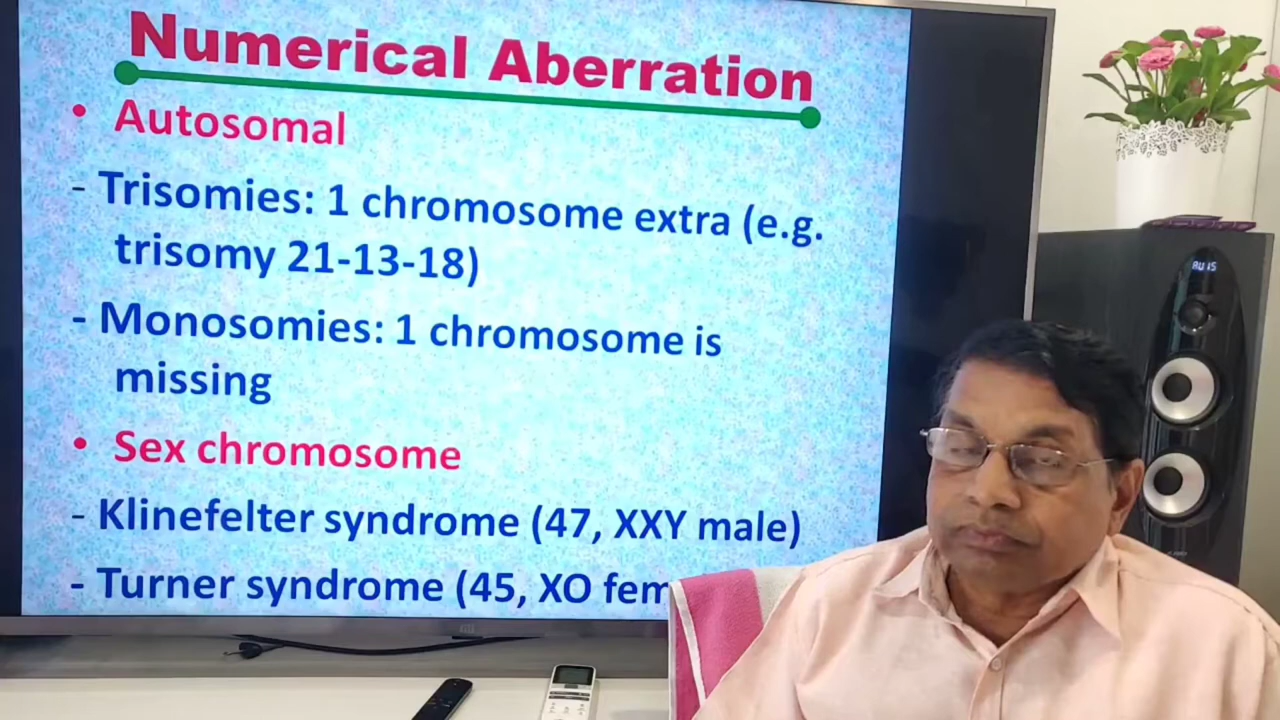 Numerical Aberration
• Autosomal
- Trisomies: 1 chromosome extra (e.g.
trisomy 21-13-18)
- Monosomies: 1 chromosome is
missing
• Sex chromosome
- Klinefelter syndrome (47, XXY male)
- Turner syndrome (45, XO fem